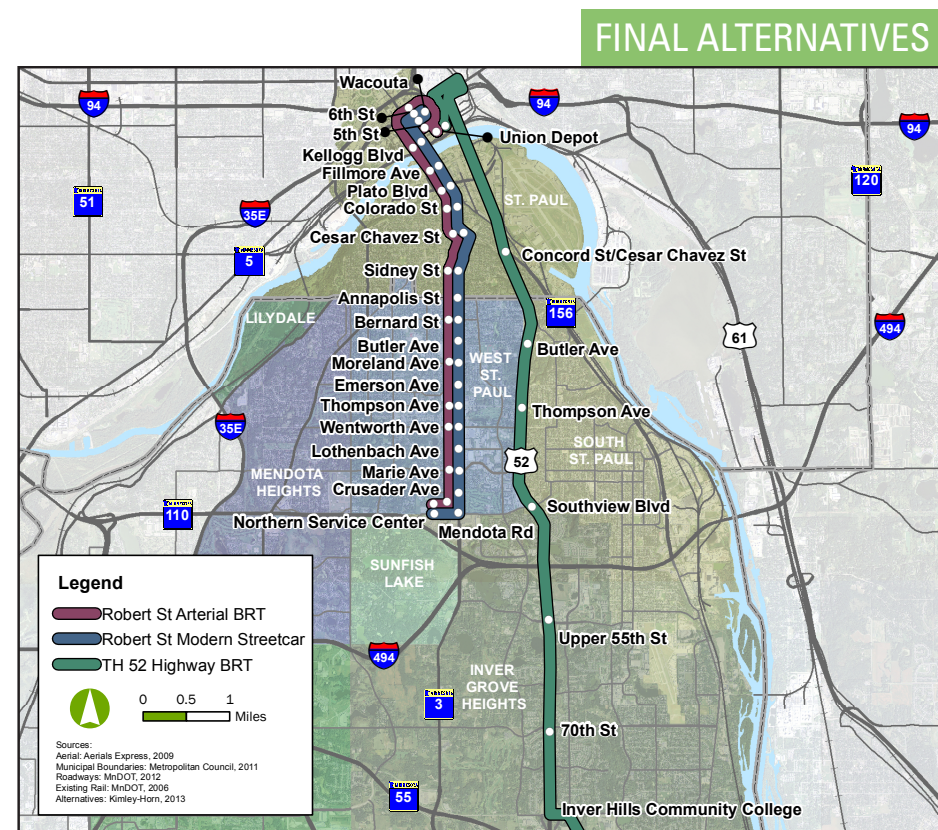 FINAL ALTERNATIVES
Wacouta
94
94
6th St
5th St
Union Depot
94
Kellogg Blvd
Fillmore Ave
120
Plato Blvd
51
ST. PAUL
Colorado St
35E
Cesar Chavez St
Concord St/Cesar Chavez St
5
Sidney St
Annapolis St
156
LILYDALE
Bernard St
494
61
Butler Ave
Butler Ave
Moreland Ave
WEST
ST.
PAUL
Emerson Ave
Thompson Ave
Thompson Ave
35E
Wentworth Ave
SOUTH
ST. PAUL
Lothenbach Ave
52
Marie Ave
MENDOTA
HEIGHTS
Crusader Ave
Southview Blvd
110
Northern Service Center
Mendota Rd
SUNFISH
LAKE
Legend
Robert St Arterial BRT
Robert St Modern Streetcar
TH 52 Highway BRT
Upper 55th St
494
INVER
GROVE
HEIGHTS
3
0 0.5 1
Miles
70th St
Sources:
Aerial: Aerials Express, 2009
Municipal Boundaries: Metropolitan Council, 2011
Roadways: MnDOT, 2012
Existing Rail: MnDOT, 2006
Alternatives: Kimley-Horn, 2013
55
Inver Hills Community College